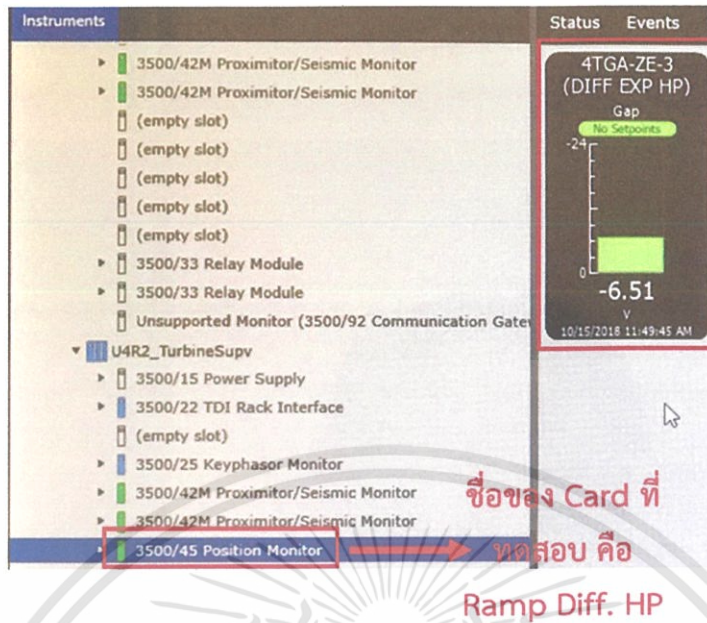 Instruments
3500/42M Proximitor/Seismic Monitor
3500/42M Proximitor/Seismic Monitor
(empty slot)
(empty slot)
(empty slot)
(empty slot)
(empty slot)
3500/33 Relay Module
3500/33 Relay Module
Unsupported Monitor (3500/92 Communication Gatew
U4R2_TurbineSupv
3500/15 Power Supply
3500/22 TDI Rack Interface
(empty slot)
3500/25 Keyphasor Monitor
3500/42M Proximitor/Seismic Monitor
3500/42M Proximitor/Seismic Monitor
3500/45 Position Monitor
Status Events
4TGA-ZE-3
(DIFF EXP HP)
Gap
No Setpoints
-24
0
-6.51
V
10/15/2018 11:49:45 AM
ชื่อของ Card ที่
ทดสอบ คือ
Ramp Diff. HP